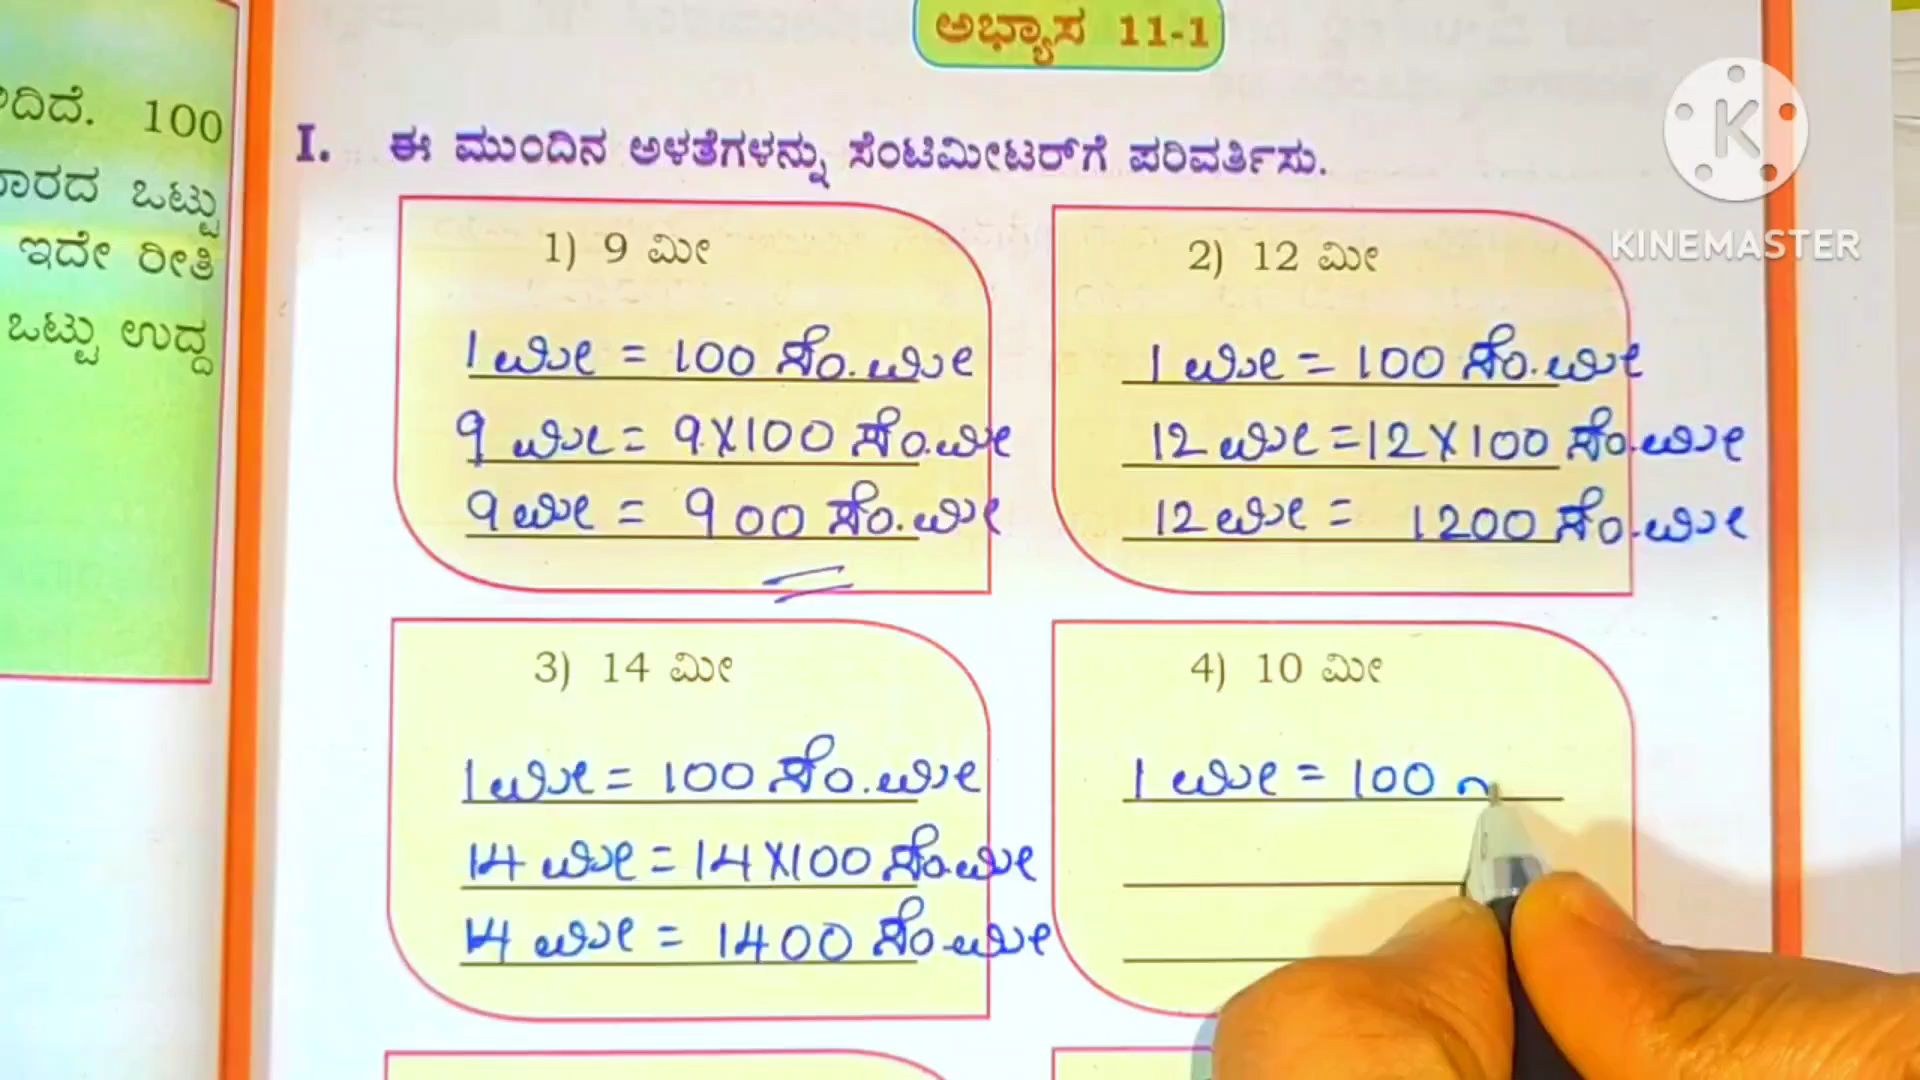 ಅಭ್ಯಾಸ 11-1
100
ಒಟ್ಟು
ಇದೇ ರೀತಿ
ಒಟ್ಟು ಉದ್ದ
I. ಈ ಮುಂದಿನ ಅಳತೆಗಳನ್ನು ಸೆಂಟಿಮೀಟರ್‌ಗೆ ಪರಿವರ್ತಿಸು.
K
KINEMASTER
1) 9 ಮೀ
1 ಮೀ = 100 ಸೆಂ.ಮೀ
9 ಮೀ = 9X100 ಸೆಂ.ಮೀ
9 ಮೀ = 900 ಸೆಂ.ಮೀ
2) 12 ಮೀ
1 ಮೀ = 100 ಸೆಂ.ಮೀ
12 ಮೀ = 12X100 ಸೆಂ.ಮೀ
12 ಮೀ = 1200 ಸೆಂ.ಮೀ
3) 14 ಮೀ
1 ಮೀ = 100 ಸೆಂ.ಮೀ
14 ಮೀ = 14X100 ಸೆಂ.ಮೀ
14 ಮೀ = 1400 ಸೆಂ.ಮೀ
4) 10 ಮೀ
1 ಮೀ = 100